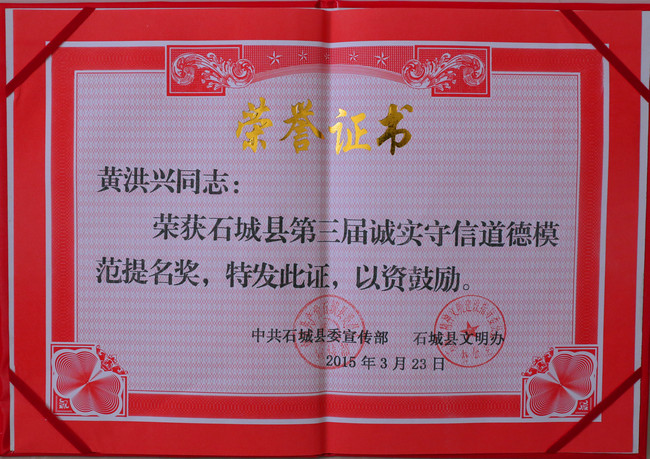 荣誉证书
黄洪兴同志：
荣获石城县第三届诚实守信道德模
范提名奖，特发此证，以资鼓励。
中共石城县委宣传部 石城县文明办
2015年3月23日